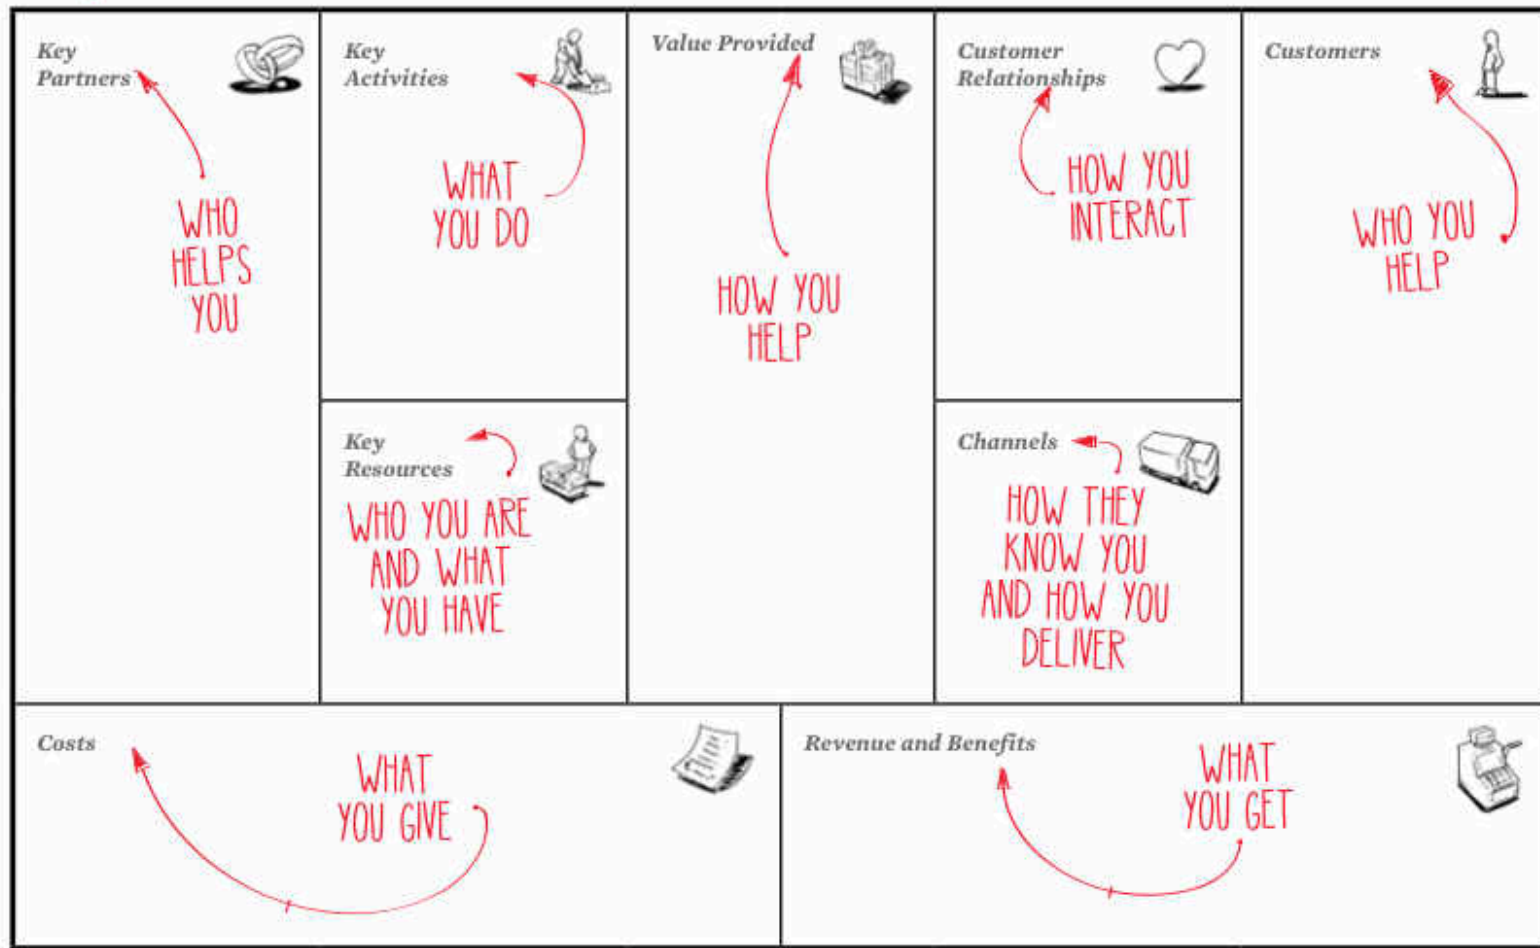 Key
Partners
WHO
HELPS
YOU
Key
Activities
WHAT
YOU DO
Key
Resources
WHO YOU ARE
AND WHAT
YOU HAVE
Value Provided
HOW YOU
HELP
Customer
Relationships
HOW YOU
INTERACT
Channels
HOW THEY
KNOW YOU
AND HOW YOU
DELIVER
Customers
WHO YOU
HELP
Costs
WHAT
YOU GIVE
Revenue and Benefits
WHAT
YOU GET